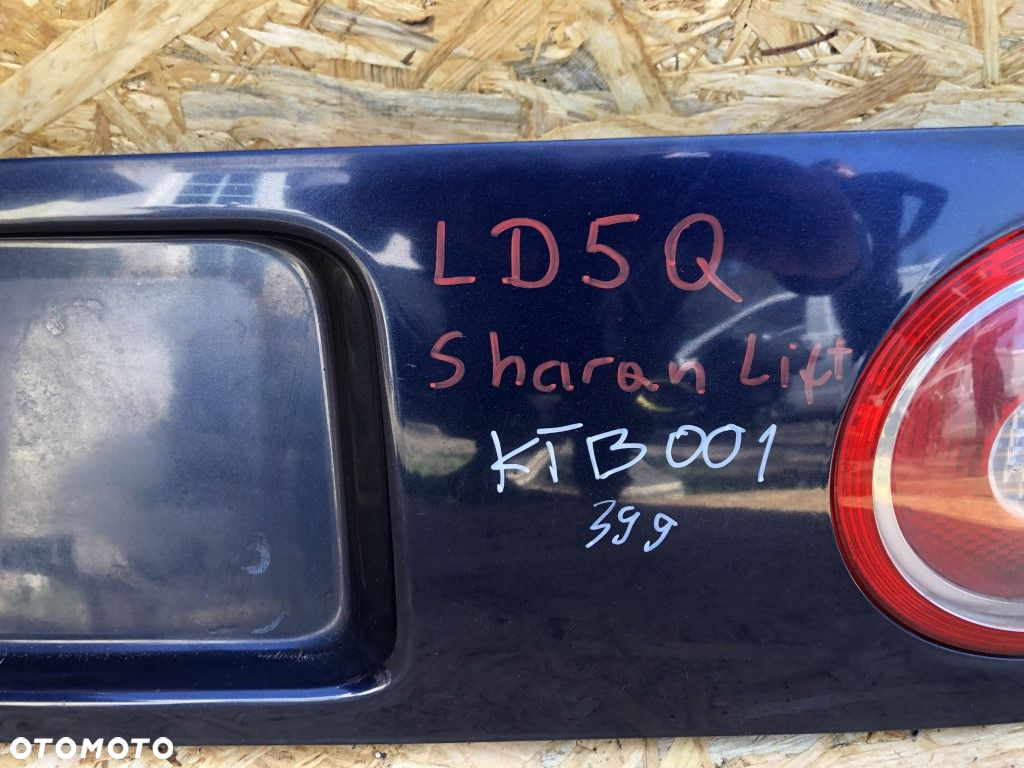 LD5Q
Sharan Lift
KTB001
399
OTOMOTO